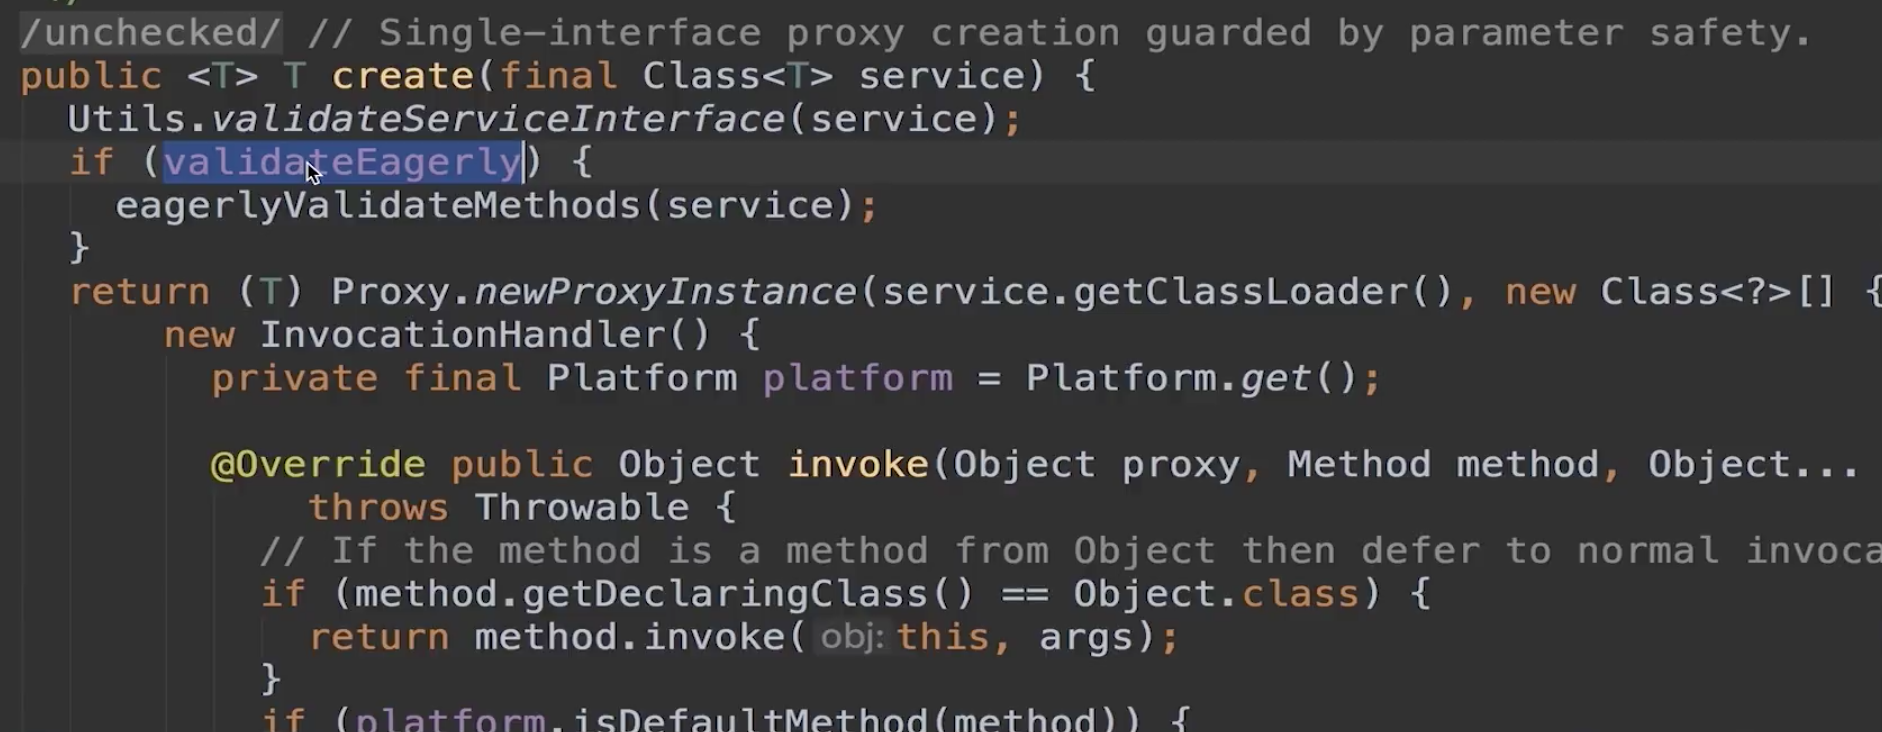 /unchecked/ // Single-interface proxy creation guarded by parameter safety.
public <T> T create(final Class<T> service) {
Utils.validateServiceInterface(service);
if (validateEagerly) {
eagerlyValidateMethods(service);
}
return (T) Proxy.newProxyInstance(service.getClassLoader(), new Class<?>[] {
new InvocationHandler() {
private final Platform platform = Platform.get();
@Override public Object invoke(Object proxy, Method method, Object...
throws Throwable {
// If the method is a method from Object then defer to normal invoca
if (method.getDeclaringClass() == Object.class) {
return method.invoke( obj: this, args);
}
if (platform.isDefaultMethod(method)) {